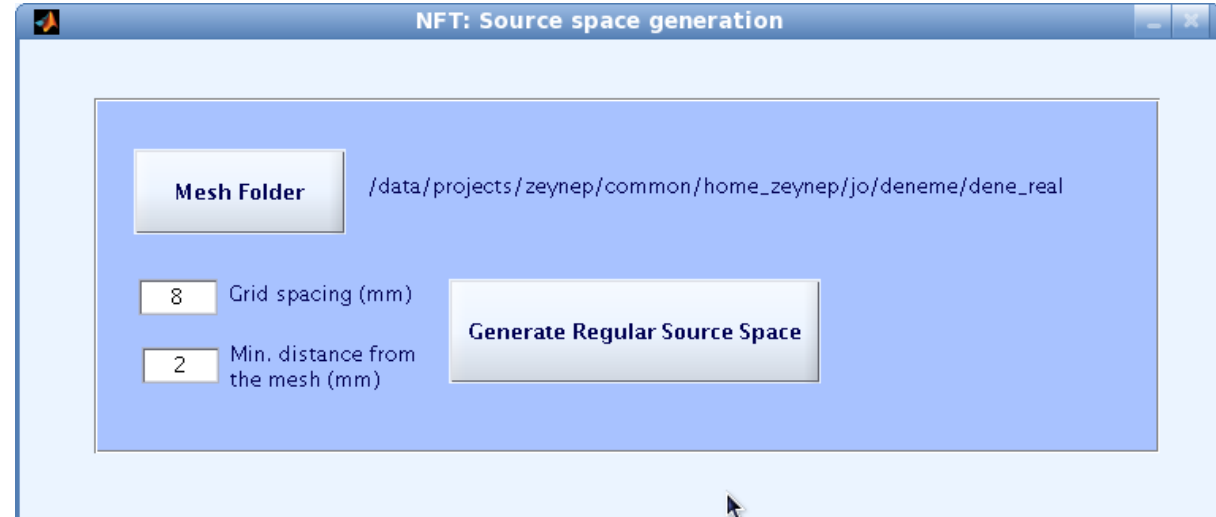 NFT: Source space generation
Mesh Folder
/data/projects/zeynep/common/home_zeynep/jo/deneme/dene_real
8
Grid spacing (mm)
2
Min. distance from
the mesh (mm)
Generate Regular Source Space